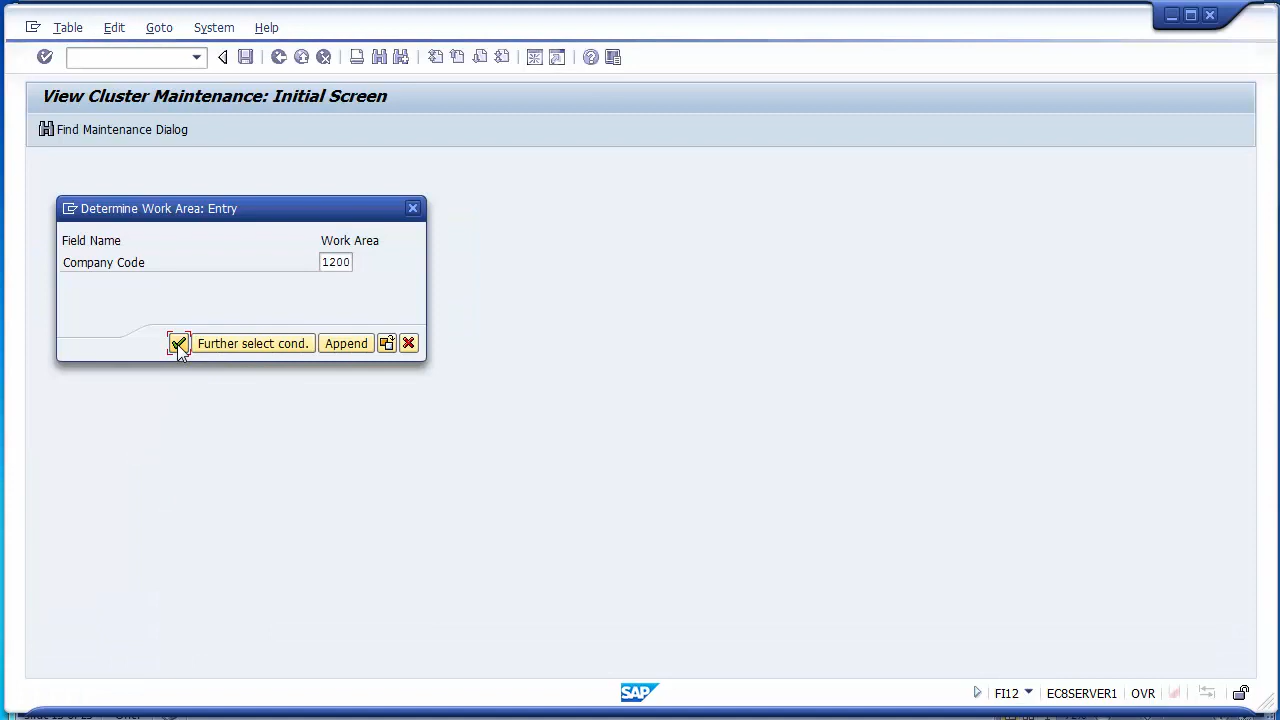 Table Edit Goto System Help
View Cluster Maintenance: Initial Screen
Find Maintenance Dialog
Determine Work Area: Entry
Field Name Work Area
Company Code 1200
Further select cond. Append
SAP FI12 EC8SERVER1 OVR